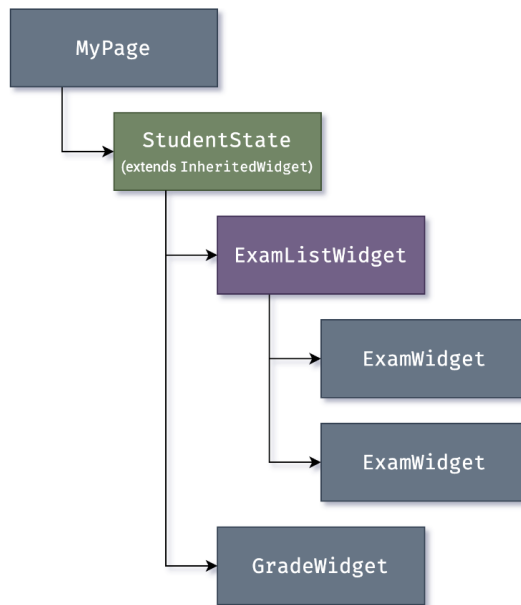 MyPage
StudentState
(extends InheritedWidget)
ExamListWidget
ExamWidget
ExamWidget
GradeWidget